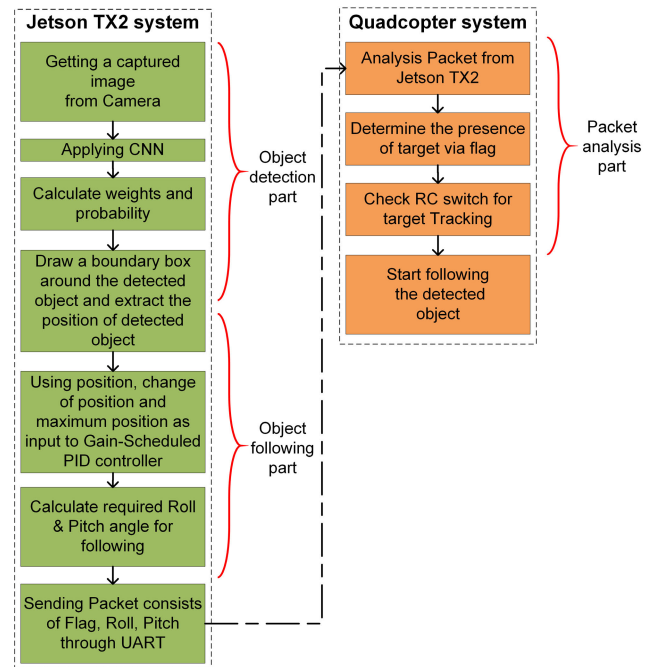 Jetson TX2 system
Getting a captured
image
from Camera
Applying CNN
Calculate weights and
probability
Draw a boundary box
around the detected
object and extract the
position of detected
object
Using position, change
of position and
maximum position as
input to Gain-Scheduled
PID controller
Calculate required Roll
& Pitch angle for
following
Sending Packet consists
of Flag, Roll, Pitch
through UART
Object
detection
part
Object
following
part
Quadcopter system
Analysis Packet from
Jetson TX2
Determine the presence
of target via flag
Check RC switch for
target Tracking
Start following
the detected
object
Packet
analysis
part